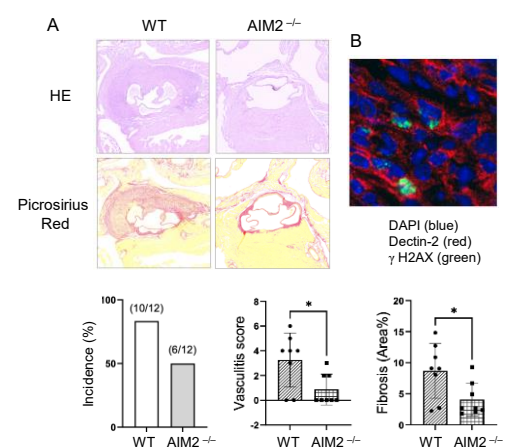 A
WT
AIM2 −/−
B
HE
Picrosirius
Red
DAPI (blue)
Dectin-2 (red)
γ H2AX (green)
Incidence (%)
100
50
0
(10/12)
(6/12)
WT
AIM2 −/−
Vasculitis score
8
6
4
2
0
-2
*
WT
AIM2 −/−
Fibrosis (Area%)
20
15
10
5
0
*
WT
AIM2 −/−